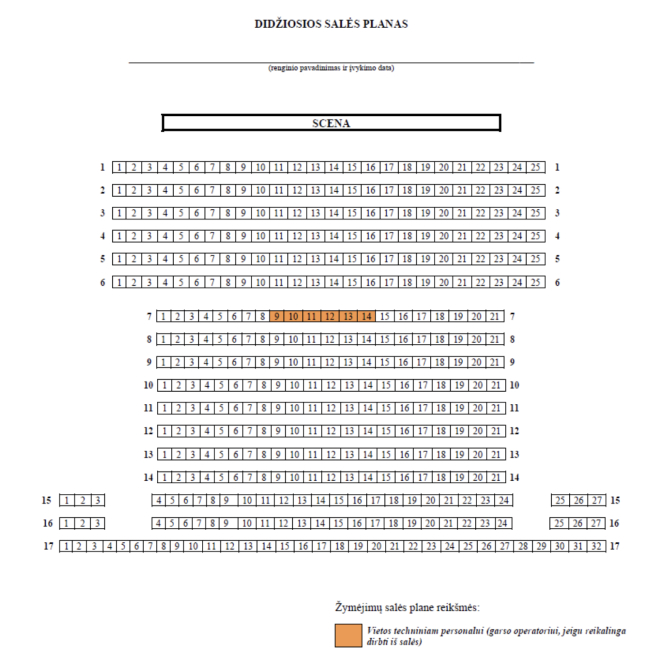 DIDŽIOSIOS SALĖS PLANAS
(renginio pavadinimas ir įvykimo data)
SCENA
1 1 2 3 4 5 6 7 8 9 10 11 12 13 14 15 16 17 18 19 20 21 22 23 24 25 1
2 1 2 3 4 5 6 7 8 9 10 11 12 13 14 15 16 17 18 19 20 21 22 23 24 25 2
3 1 2 3 4 5 6 7 8 9 10 11 12 13 14 15 16 17 18 19 20 21 22 23 24 25 3
4 1 2 3 4 5 6 7 8 9 10 11 12 13 14 15 16 17 18 19 20 21 22 23 24 25 4
5 1 2 3 4 5 6 7 8 9 10 11 12 13 14 15 16 17 18 19 20 21 22 23 24 25 5
6 1 2 3 4 5 6 7 8 9 10 11 12 13 14 15 16 17 18 19 20 21 22 23 24 25 6
7 1 2 3 4 5 6 7 8 9 10 11 12 13 14 15 16 17 18 19 20 21 7
8 1 2 3 4 5 6 7 8 9 10 11 12 13 14 15 16 17 18 19 20 21 8
9 1 2 3 4 5 6 7 8 9 10 11 12 13 14 15 16 17 18 19 20 21 9
10 1 2 3 4 5 6 7 8 9 10 11 12 13 14 15 16 17 18 19 20 21 10
11 1 2 3 4 5 6 7 8 9 10 11 12 13 14 15 16 17 18 19 20 21 11
12 1 2 3 4 5 6 7 8 9 10 11 12 13 14 15 16 17 18 19 20 21 12
13 1 2 3 4 5 6 7 8 9 10 11 12 13 14 15 16 17 18 19 20 21 13
14 1 2 3 4 5 6 7 8 9 10 11 12 13 14 15 16 17 18 19 20 21 14
15 1 2 3 4 5 6 7 8 9 10 11 12 13 14 15 16 17 18 19 20 21 22 23 24 25 26 27 15
16 1 2 3 4 5 6 7 8 9 10 11 12 13 14 15 16 17 18 19 20 21 22 23 24 25 26 27 16
17 1 2 3 4 5 6 7 8 9 10 11 12 13 14 15 16 17 18 19 20 21 22 23 24 25 26 27 28 29 30 31 32 17
Žymėjimų salės plane reikšmės:
Vietos techniniam personalui (garso operatoriui, jeigu reikalinga
dirbti iš salės)